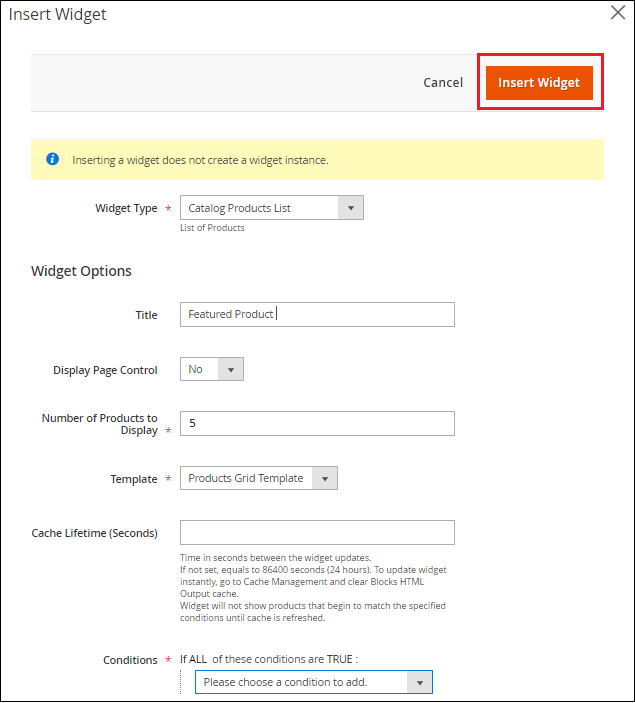 Insert Widget
Cancel
Insert Widget
Inserting a widget does not create a widget instance.
Widget Type *
Catalog Products List
List of Products
Widget Options
Title
Featured Product
Display Page Control
No
Number of Products to
Display *
5
Template *
Products Grid Template
Cache Lifetime (Seconds)
Time in seconds between the widget updates.
If not set, equals to 86400 seconds (24 hours). To update widget
instantly, go to Cache Management and clear Blocks HTML
Output cache.
Widget will not show products that begin to match the specified
conditions until cache is refreshed.
Conditions *
If ALL of these conditions are TRUE :
Please choose a condition to add.